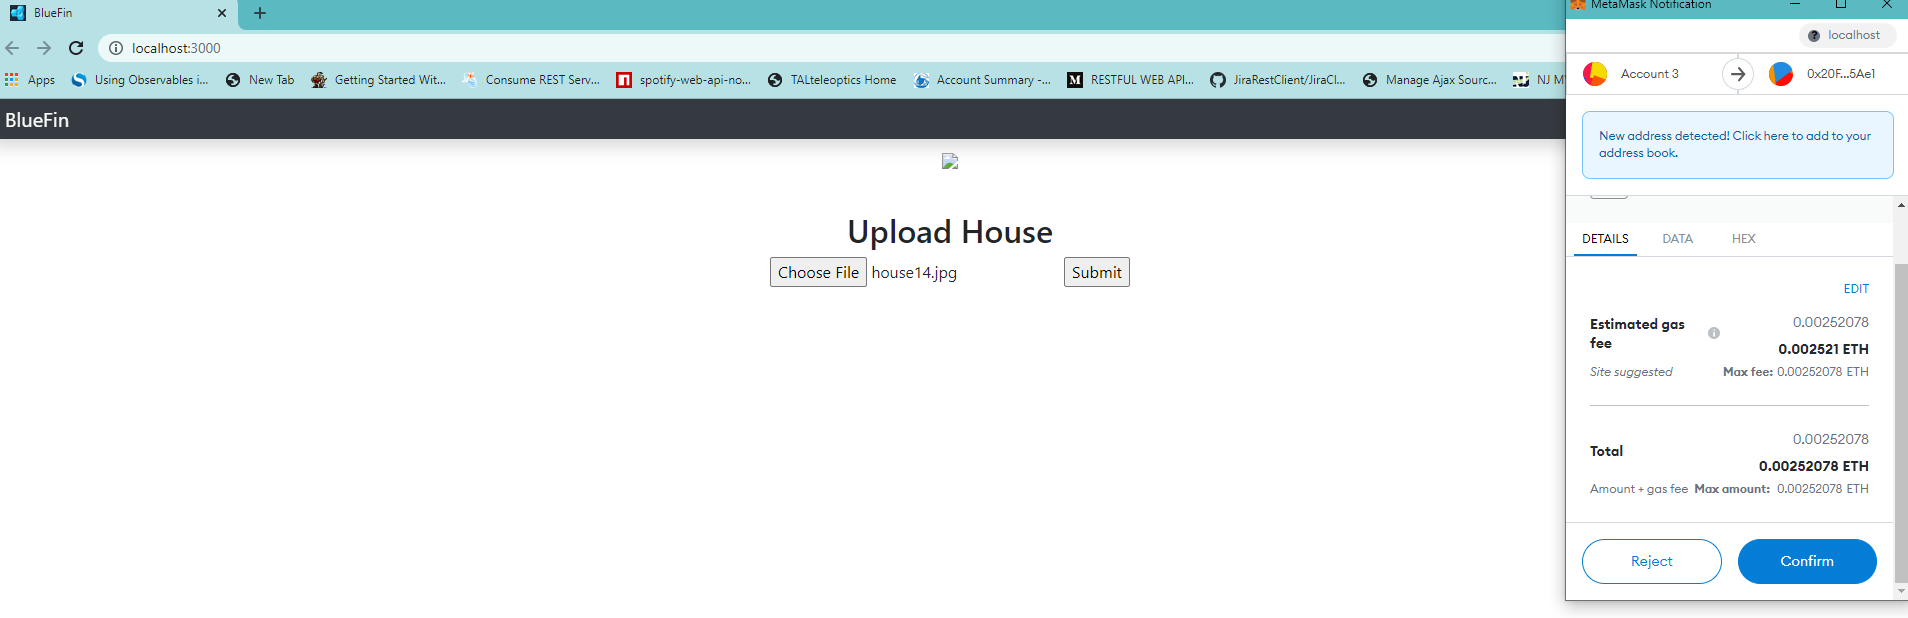 BlueFin
localhost:3000
Apps Using Observables i... New Tab Getting Started Wit... Consume REST Serv... spotify-web-api-no... TALteleoptics Home Account Summary -... RESTFUL WEB API... JiraRestClient/JiraCl... Manage Ajax Sourc... NJ M
BlueFin
Upload House
Choose File house14.jpg Submit
MetaMask Notification
localhost
Account 3 0x20F...5Ae1
New address detected! Click here to add to your
address book.
DETAILS DATA HEX
EDIT
Estimated gas
fee
0.00252078
0.002521 ETH
Site suggested Max fee: 0.00252078 ETH
0.00252078
Total
0.00252078 ETH
Amount + gas fee Max amount: 0.00252078 ETH
Reject Confirm